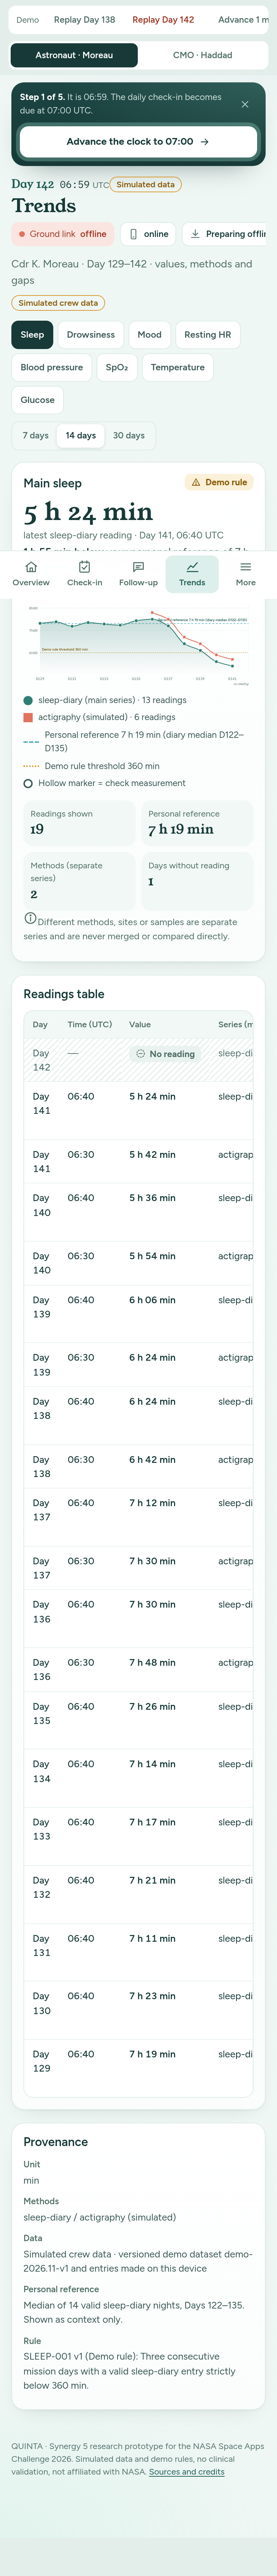 Demo Replay Day 138 Replay Day 142 Advance 1 m
Astronaut · Moreau CMO · Haddad
Step 1 of 5. It is 06:59. The daily check-in becomes
due at 07:00 UTC.
Advance the clock to 07:00 →
Day 142 06:59 UTC Simulated data
Trends
Ground link offline online Preparing offlin
Cdr K. Moreau · Day 129–142 · values, methods and
gaps
Simulated crew data
Sleep Drowsiness Mood Resting HR
Blood pressure SpO₂ Temperature
Glucose
7 days 14 days 30 days
Main sleep Demo rule
5 h 24 min
latest sleep-diary reading · Day 141, 06:40 UTC
Overview Check-in Follow-up Trends More
Demo rule threshold 360 min
sleep-diary (main series) · 13 readings
actigraphy (simulated) · 6 readings
Personal reference 7 h 19 min (diary median D122–
D135)
Demo rule threshold 360 min
Hollow marker = check measurement
Readings shown
19
Personal reference
7 h 19 min
Methods (separate
series)
2
Days without reading
1
Different methods, sites or samples are separate
series and are never merged or compared directly.
Readings table
Day Time (UTC) Value Series (m
Day
142 — No reading sleep-di
Day
141 06:40 5 h 24 min sleep-di
Day
141 06:30 5 h 42 min actigrap
Day
140 06:40 5 h 36 min sleep-di
Day
140 06:30 5 h 54 min actigrap
Day
139 06:40 6 h 06 min sleep-di
Day
139 06:30 6 h 24 min actigrap
Day
138 06:40 6 h 24 min sleep-di
Day
138 06:30 6 h 42 min actigrap
Day
137 06:40 7 h 12 min sleep-di
Day
137 06:30 7 h 30 min actigrap
Day
136 06:40 7 h 30 min sleep-di
Day
136 06:30 7 h 48 min actigrap
Day
135 06:40 7 h 26 min sleep-di
Day
134 06:40 7 h 14 min sleep-di
Day
133 06:40 7 h 17 min sleep-di
Day
132 06:40 7 h 21 min sleep-di
Day
131 06:40 7 h 11 min sleep-di
Day
130 06:40 7 h 23 min sleep-di
Day
129 06:40 7 h 19 min sleep-di
Provenance
Unit
min
Methods
sleep-diary / actigraphy (simulated)
Data
Simulated crew data · versioned demo dataset demo-
2026.11-v1 and entries made on this device
Personal reference
Median of 14 valid sleep-diary nights, Days 122–135.
Shown as context only.
Rule
SLEEP-001 v1 (Demo rule): Three consecutive
mission days with a valid sleep-diary entry strictly
below 360 min.
QUINTA · Synergy 5 research prototype for the NASA Space Apps
Challenge 2026. Simulated data and demo rules, no clinical
validation, not affiliated with NASA. Sources and credits